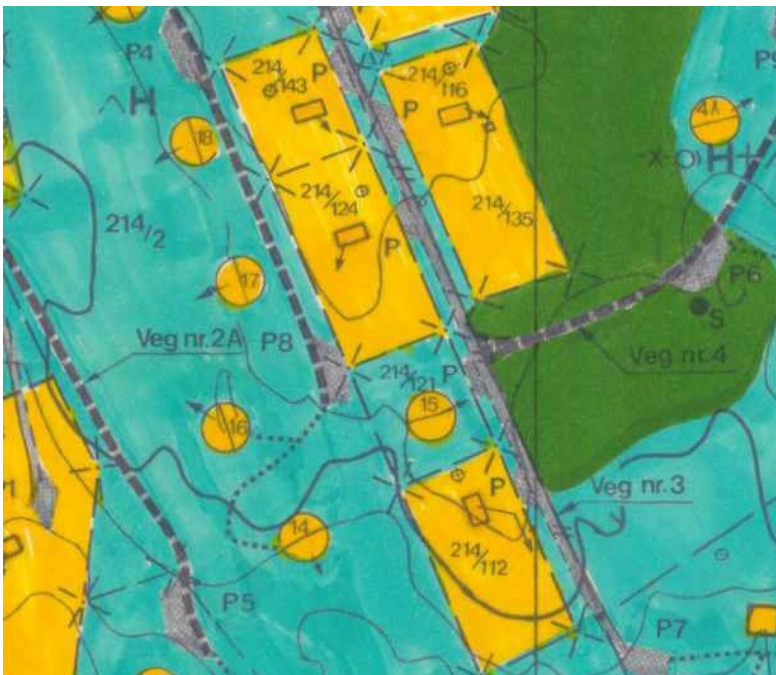 P4
18
H
214/143
P
214/116
P
4A
-X-O)H+
214/124
P
214/135
214/2
17
P6
S
Veg nr.2A
P8
Veg nr.4
214/121
P
15
16
Veg nr.3
P
14
214/112
P5
P7